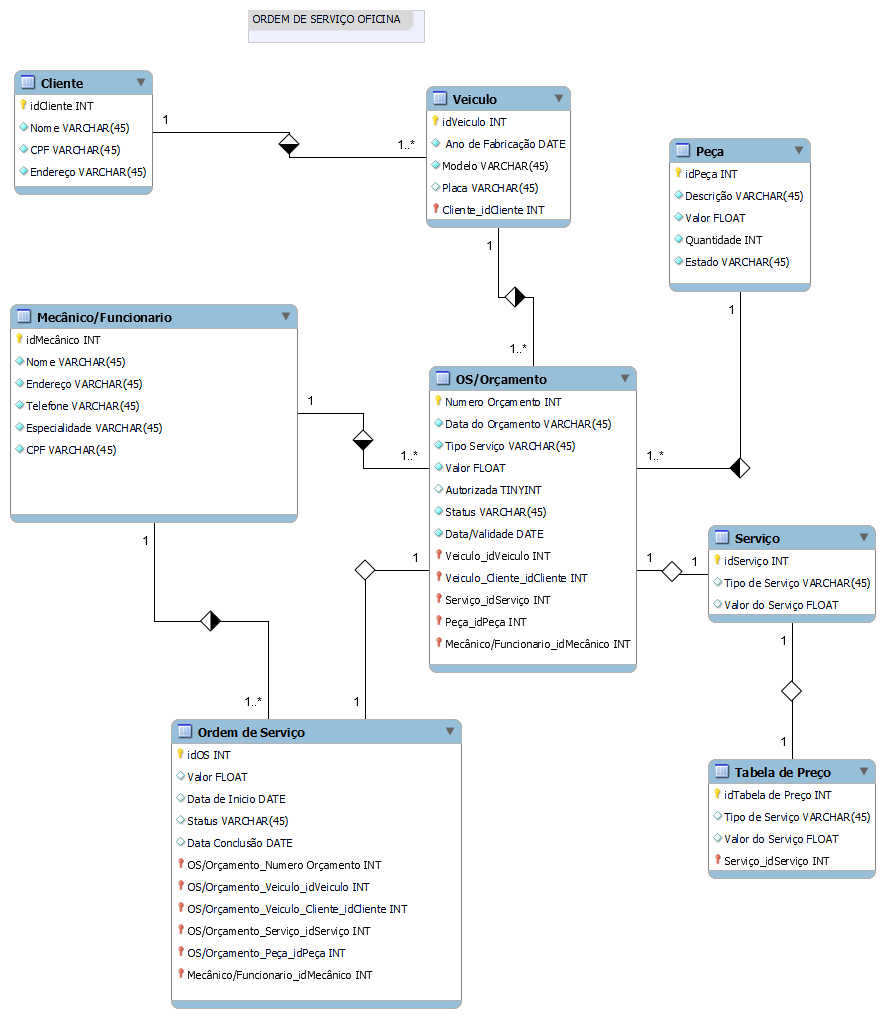 ORDEM DE SERVIÇO OFICINA
Cliente
idCliente INT
Nome VARCHAR(45)
CPF VARCHAR(45)
Endereço VARCHAR(45)
1
1..*
Veiculo
idVeiculo INT
Ano de Fabricação DATE
Modelo VARCHAR(45)
Placa VARCHAR(45)
Cliente_idCliente INT
1
1..*
Peça
idPeça INT
Descrição VARCHAR(45)
Valor FLOAT
Quantidade INT
Estado VARCHAR(45)
1
1..*
Mecânico/Funcionario
idMecânico INT
Nome VARCHAR(45)
Endereço VARCHAR(45)
Telefone VARCHAR(45)
Especialidade VARCHAR(45)
CPF VARCHAR(45)
1
1..*
1
1..*
OS/Orçamento
Numero Orçamento INT
Data do Orçamento VARCHAR(45)
Tipo Serviço VARCHAR(45)
Valor FLOAT
Autorizada TINYINT
Status VARCHAR(45)
Data/Validade DATE
Veiculo_idVeiculo INT
Veiculo_Cliente_idCliente INT
Serviço_idServiço INT
Peça_idPeça INT
Mecânico/Funcionario_idMecânico INT
1
1
1
1
Serviço
idServiço INT
Tipo de Serviço VARCHAR(45)
Valor do Serviço FLOAT
1
1
Ordem de Serviço
idOS INT
Valor FLOAT
Data de Inicio DATE
Status VARCHAR(45)
Data Conclusão DATE
OS/Orçamento_Numero Orçamento INT
OS/Orçamento_Veiculo_idVeiculo INT
OS/Orçamento_Veiculo_Cliente_idCliente INT
OS/Orçamento_Serviço_idServiço INT
OS/Orçamento_Peça_idPeça INT
Mecânico/Funcionario_idMecânico INT
Tabela de Preço
idTabela de Preço INT
Tipo de Serviço VARCHAR(45)
Valor do Serviço FLOAT
Serviço_idServiço INT